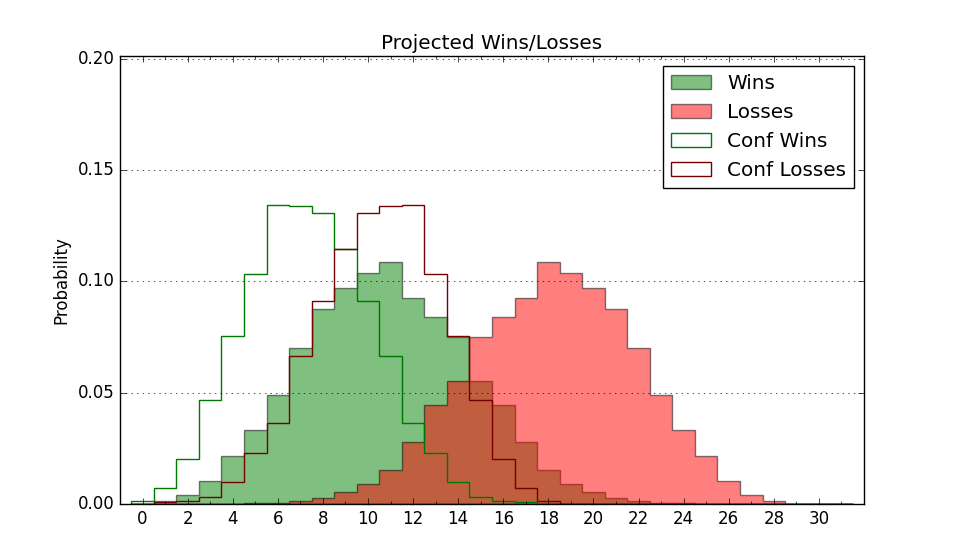 Projected Wins/Losses
0.20
0.15
0.10
0.05
0.00
Probability
Wins
Losses
Conf Wins
Conf Losses
0 2 4 6 8 10 12 14 16 18 20 22 24 26 28 30